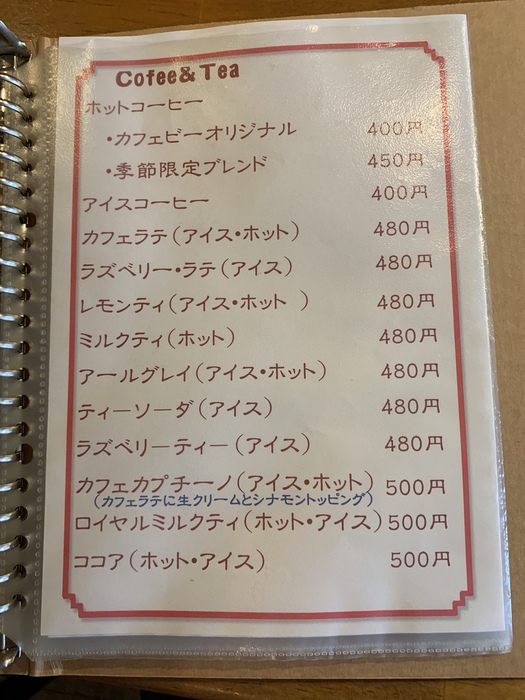 Cofee&Tea
ホットコーヒー
・カフェビーオリジナル 400円
・季節限定ブレンド 450円
アイスコーヒー 400円
カフェラテ（アイス・ホット） 480円
ラズベリー・ラテ（アイス） 480円
レモンティ（アイス・ホット ） 480円
ミルクティ（ホット） 480円
アールグレイ（アイス・ホット） 480円
ティーソーダ（アイス） 480円
ラズベリーティー（アイス） 480円
カフェカプチーノ（アイス・ホット） 500円
（カフェラテに生クリームとシナモントッピング）
ロイヤルミルクティ（ホット・アイス） 500円
ココア（ホット・アイス） 500円